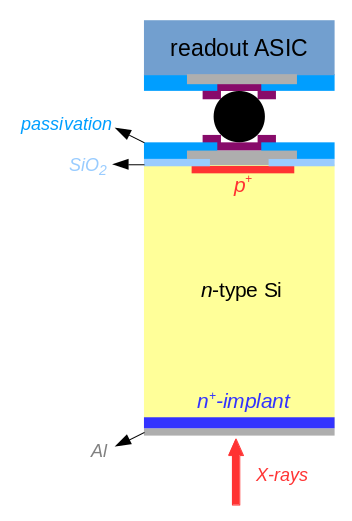 readout ASIC
passivation
SiO₂
p⁺
n-type Si
n⁺-implant
Al
X-rays